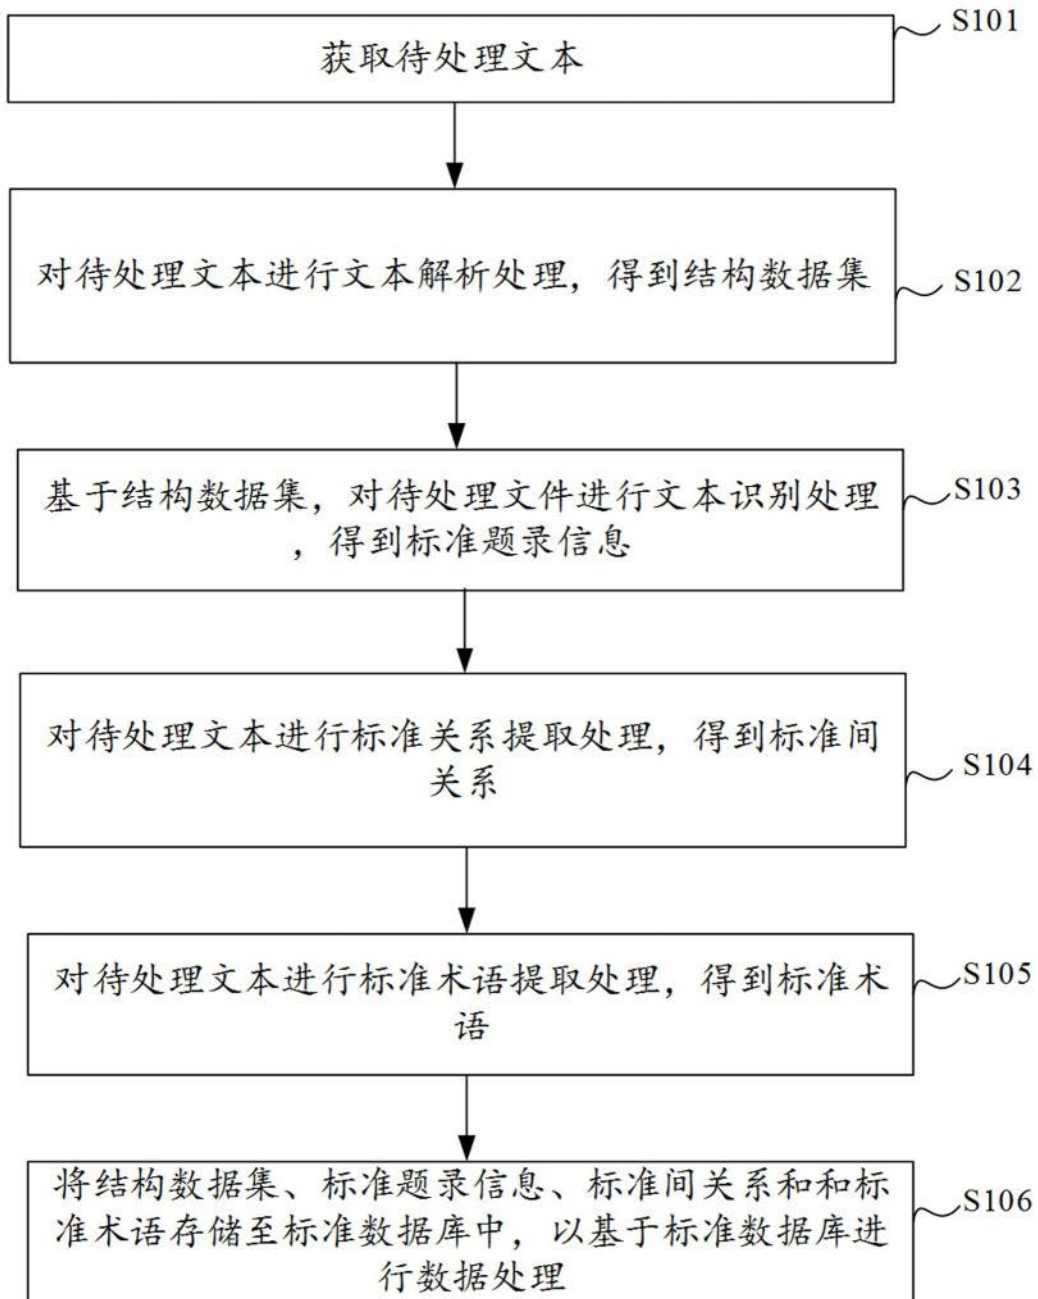 获取待处理文本
S101
对待处理文本进行文本解析处理，得到结构数据集
S102
基于结构数据集，对待处理文件进行文本识别处理
，得到标准题录信息
S103
对待处理文本进行标准关系提取处理，得到标准间
关系
S104
对待处理文本进行标准术语提取处理，得到标准术
语
S105
将结构数据集、标准题录信息、标准间关系和和标
准术语存储至标准数据库中，以基于标准数据库进
行数据处理
S106